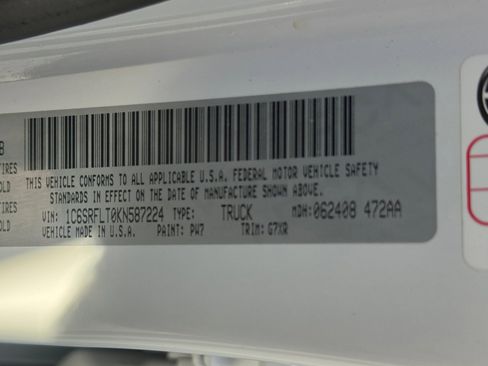 B
IRES
OLD
IRES
OLD
THIS VEHICLE CONFORMS TO ALL APPLICABLE U.S.A. FEDERAL MOTOR VEHICLE SAFETY
STANDARDS IN EFFECT ON THE DATE OF MANUFACTURE SHOWN ABOVE.
VIN: 1C6SRFLT0KN587224 TYPE: TRUCK MDH: 062408 472AA
VEHICLE MADE IN U.S.A. PAINT: PW7 TRIM: G7XR